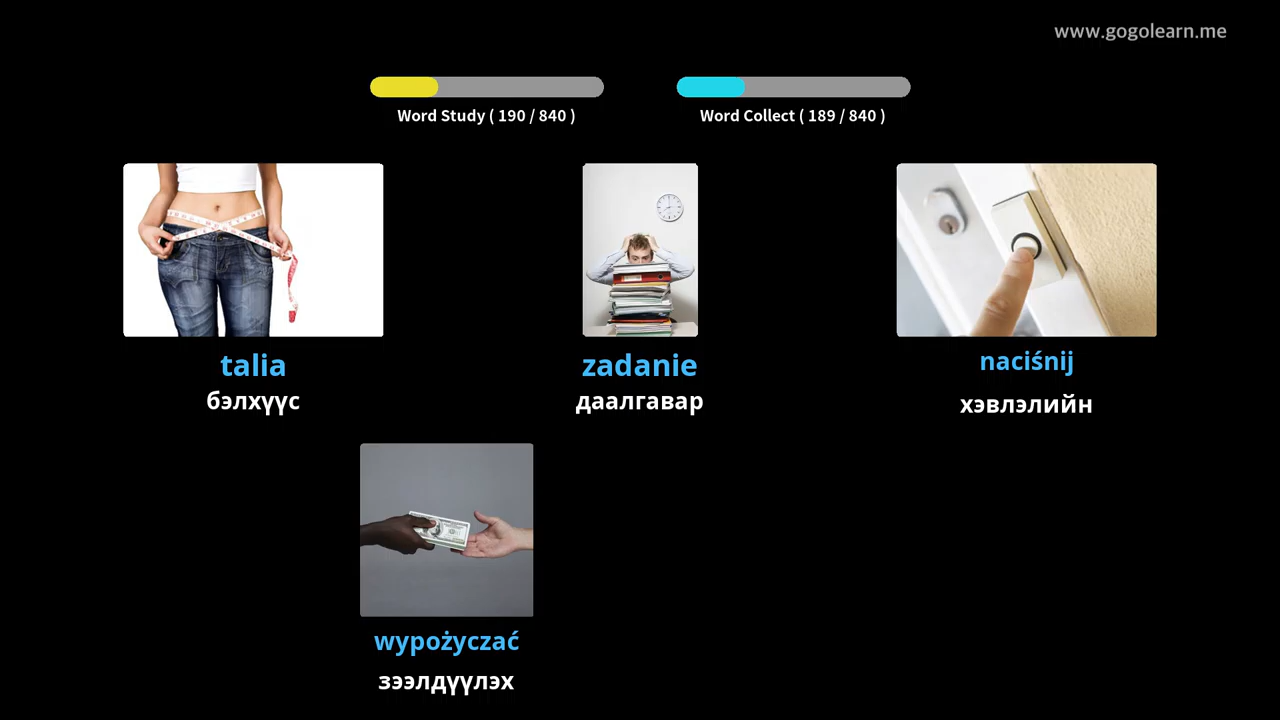 www.gogolearn.me
Word Study ( 190 / 840 )
Word Collect ( 189 / 840 )
talia
бэлхүүс
zadanie
даалгавар
naciśnij
хэвлэлийн
wypożyczać
зээлдүүлэх